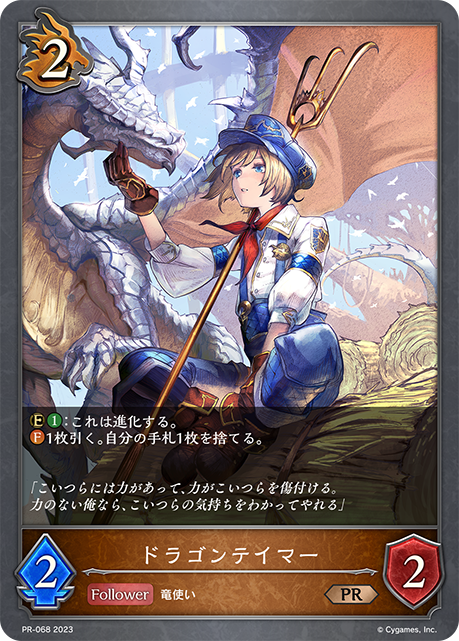 2
E 1:これは進化する。
F 1枚引く。自分の手札1枚を捨てる。
「こいつらには力があって、力がこいつらを傷付ける。
力のない俺なら、こいつらの気持ちをわかってやれる」
ドラゴンテイマー
2
Follower 竜使い
PR
2
PR-068 2023
© Cygames, Inc.